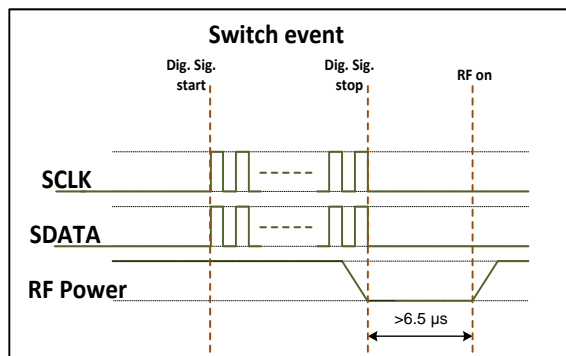 Switch event
Dig. Sig.
start
Dig. Sig.
stop
RF on
SCLK
SDATA
RF Power
>6.5 µs